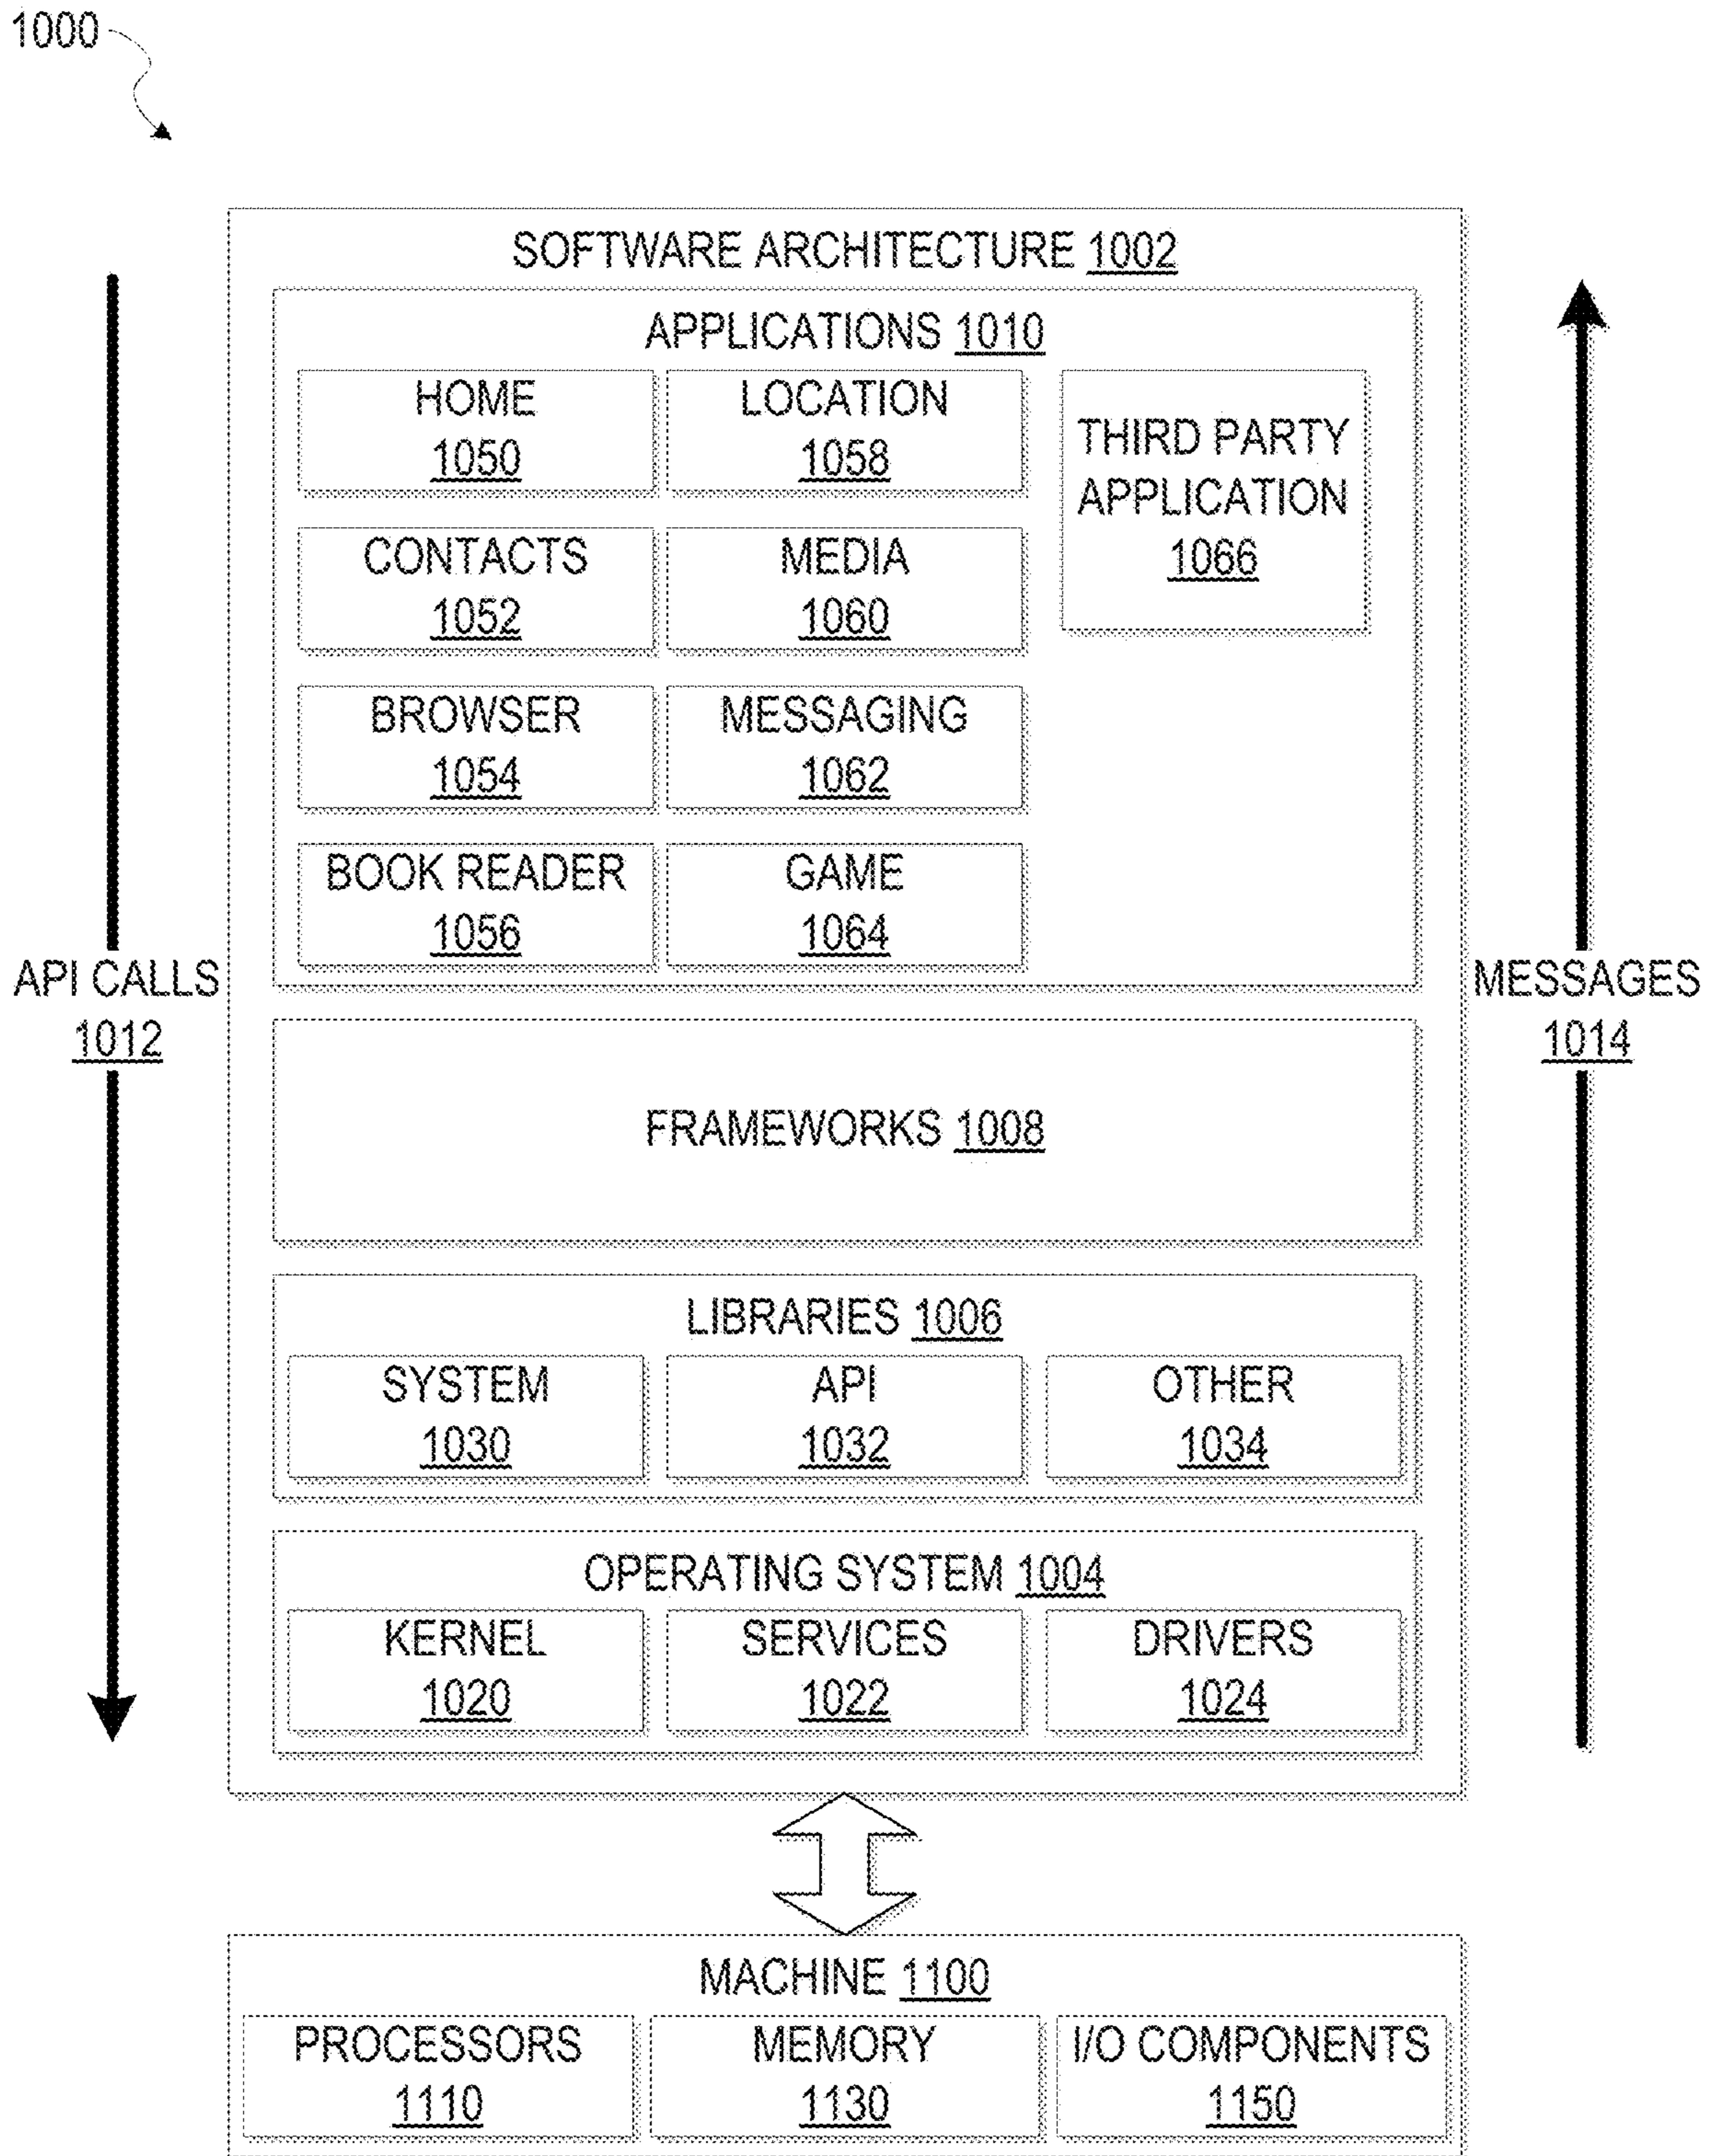 1000
SOFTWARE ARCHITECTURE 1002
APPLICATIONS 1010
HOME
1050
LOCATION
1058
THIRD PARTY
APPLICATION
1066
CONTACTS
1052
MEDIA
1060
BROWSER
1054
MESSAGING
1062
BOOK READER
1056
GAME
1064
API CALLS
1012
MESSAGES
1014
FRAMEWORKS 1008
LIBRARIES 1006
SYSTEM
1030
API
1032
OTHER
1034
OPERATING SYSTEM 1004
KERNEL
1020
SERVICES
1022
DRIVERS
1024
MACHINE 1100
PROCESSORS
1110
MEMORY
1130
I/O COMPONENTS
1150